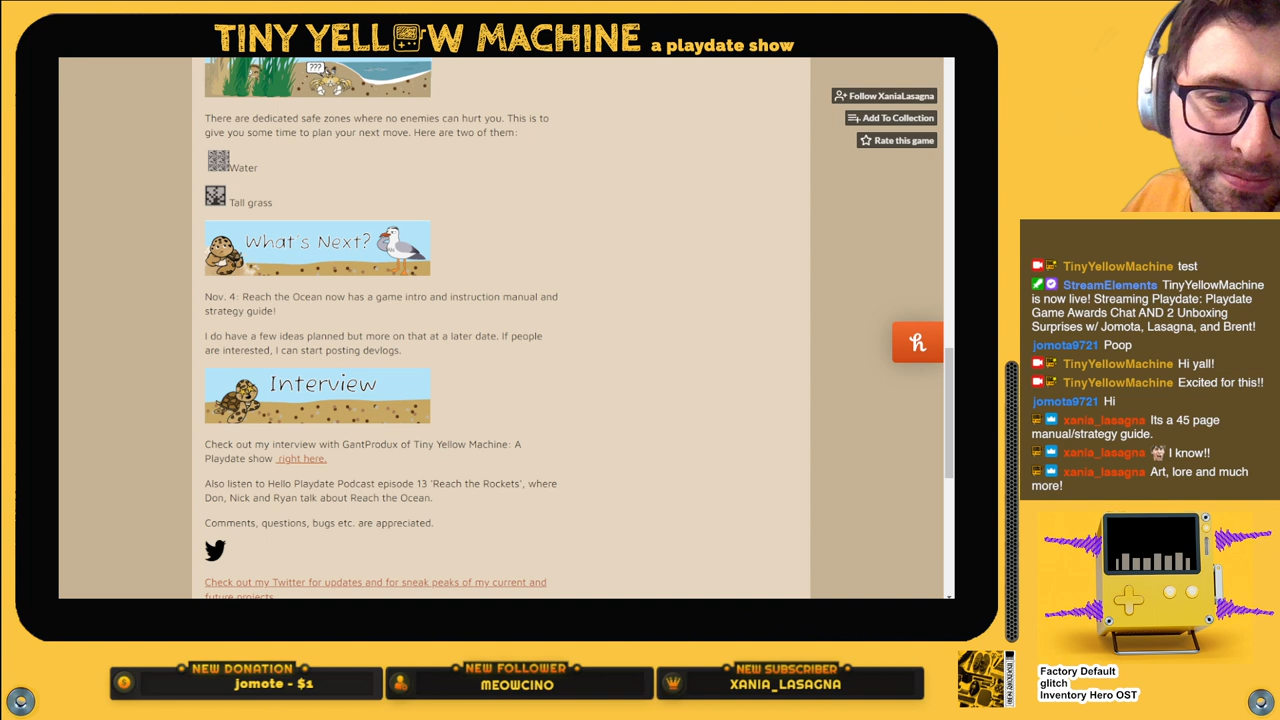 TINY YELLOW MACHINE a playdate show
???
There are dedicated safe zones where no enemies can hurt you. This is to
give you some time to plan your next move. Here are two of them:
Water
Tall grass
What's Next?
Nov. 4: Reach the Ocean now has a game intro and instruction manual and
strategy guide!
I do have a few ideas planned but more on that at a later date. If people
are interested, I can start posting devlogs.
Interview
Check out my interview with GantProdux of Tiny Yellow Machine: A
Playdate show right here.
Also listen to Hello Playdate Podcast episode 13 'Reach the Rockets', where
Don, Nick and Ryan talk about Reach the Ocean.
Comments, questions, bugs etc. are appreciated.
Check out my Twitter for updates and for sneak peaks of my current and
future projects
Follow XaniaLasagna
Add To Collection
Rate this game
h
TinyYellowMachine test
StreamElements TinyYellowMachine
is now live! Streaming Playdate: Playdate
Game Awards Chat AND 2 Unboxing
Surprises w/ Jomota, Lasagna, and Brent!
jomota9721 Poop
TinyYellowMachine Hi yall!
TinyYellowMachine Excited for this!!
jomota9721 Hi
xania_lasagna Its a 45 page
manual/strategy guide.
xania_lasagna I know!!
xania_lasagna Art, lore and much
more!
NEW DONATION
jomote - $1
NEW FOLLOWER
MEOWCINO
NEW SUBSCRIBER
XANIA_LASAGNA
Factory Default
glitch
Inventory Hero OST